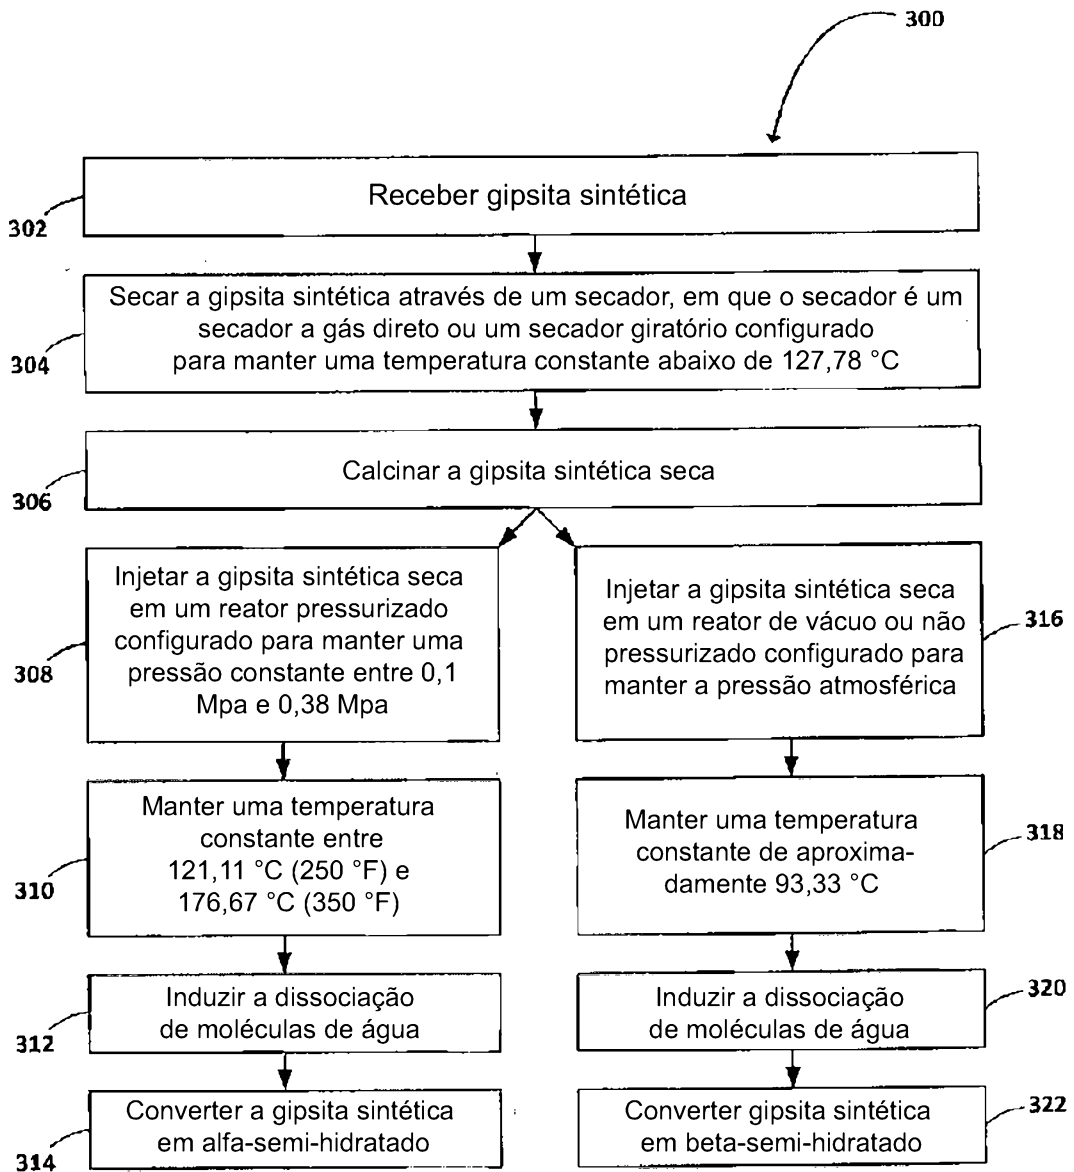 300
Receber gipsita sintética
302
Secar a gipsita sintética através de um secador, em que o secador é um
secador a gás direto ou um secador giratório configurado
para manter uma temperatura constante abaixo de 127,78 °C
304
Calcinar a gipsita sintética seca
306
Injetar a gipsita sintética seca
em um reator pressurizado
configurado para manter uma
pressão constante entre 0,1
Mpa e 0,38 Mpa
308
Injetar a gipsita sintética seca
em um reator de vácuo ou não
pressurizado configurado para
manter a pressão atmosférica
316
Manter uma temperatura
constante entre
121,11 °C (250 °F) e
176,67 °C (350 °F)
310
Manter uma temperatura
constante de aproxima-
damente 93,33 °C
318
Induzir a dissociação
de moléculas de água
312
Induzir a dissociação
de moléculas de água
320
Converter a gipsita sintética
em alfa-semi-hidratado
314
Converter gipsita sintética
em beta-semi-hidratado
322